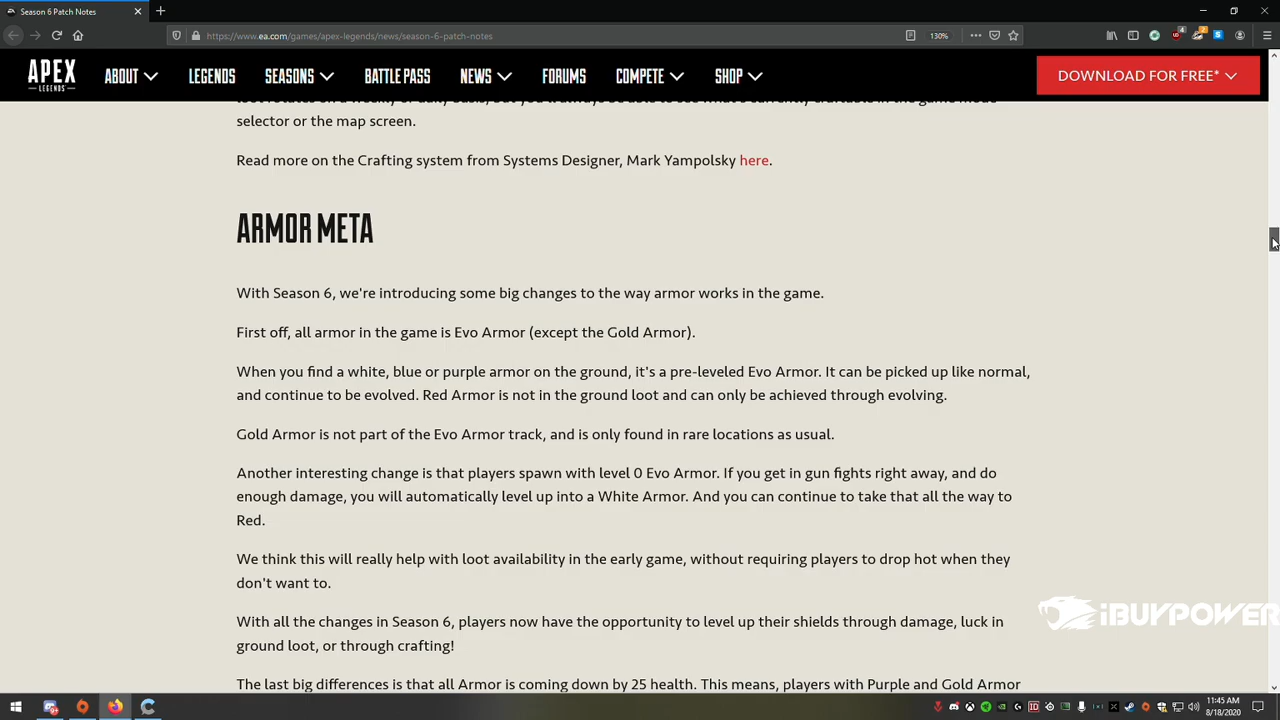 Season 6 Patch Notes
https://www.ea.com/games/apex-legends/news/season-6-patch-notes
130%
APEX
LEGENDS
ABOUT
LEGENDS
SEASONS
BATTLE PASS
NEWS
FORUMS
COMPETE
SHOP
DOWNLOAD FOR FREE*
selector or the map screen.
Read more on the Crafting system from Systems Designer, Mark Yampolsky here.
ARMOR META
With Season 6, we're introducing some big changes to the way armor works in the game.
First off, all armor in the game is Evo Armor (except the Gold Armor).
When you find a white, blue or purple armor on the ground, it's a pre-leveled Evo Armor. It can be picked up like normal,
and continue to be evolved. Red Armor is not in the ground loot and can only be achieved through evolving.
Gold Armor is not part of the Evo Armor track, and is only found in rare locations as usual.
Another interesting change is that players spawn with level 0 Evo Armor. If you get in gun fights right away, and do
enough damage, you will automatically level up into a White Armor. And you can continue to take that all the way to
Red.
We think this will really help with loot availability in the early game, without requiring players to drop hot when they
don't want to.
iBUYPOWER
With all the changes in Season 6, players now have the opportunity to level up their shields through damage, luck in
ground loot, or through crafting!
The last big differences is that all Armor is coming down by 25 health. This means, players with Purple and Gold Armor
11:45 AM
8/18/2020